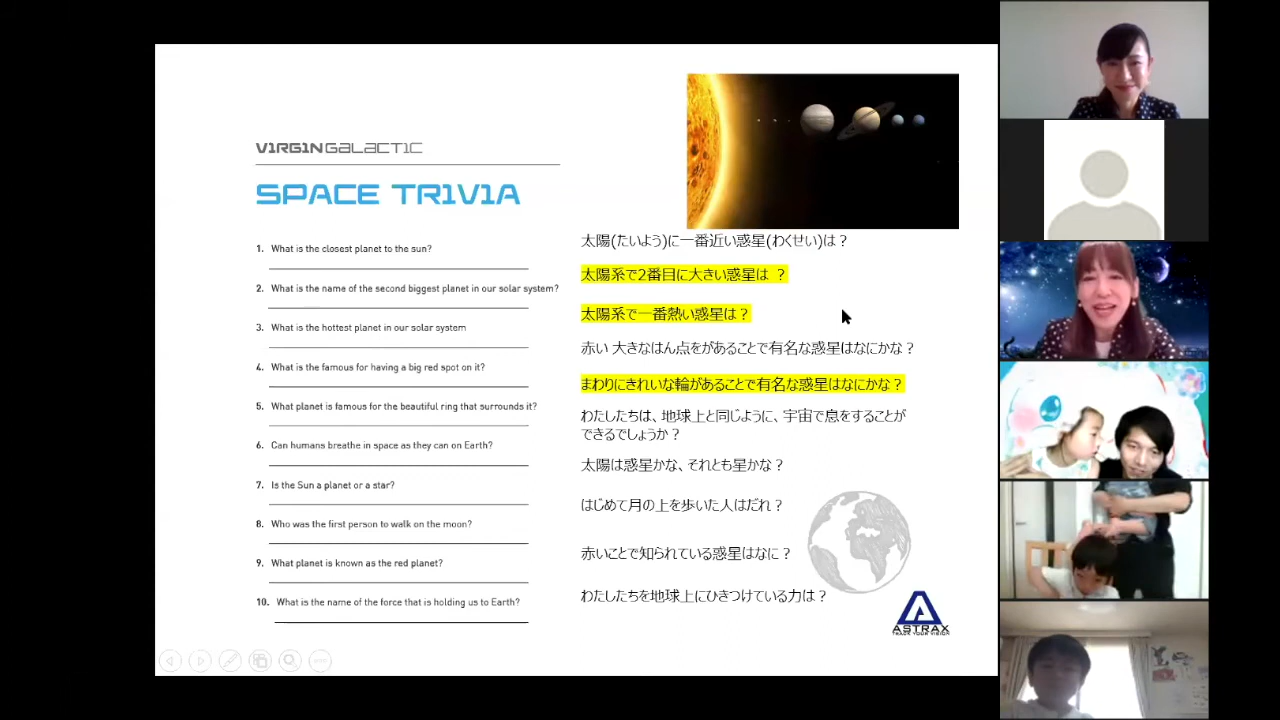 VIRGIN GALACTIC
SPACE TRIVIA
1. What is the closest planet to the sun?
2. What is the name of the second biggest planet in our solar system?
3. What is the hottest planet in our solar system
4. What is the famous for having a big red spot on it?
5. What planet is famous for the beautiful ring that surrounds it?
6. Can humans breathe in space as they can on Earth?
7. Is the Sun a planet or a star?
8. Who was the first person to walk on the moon?
9. What planet is known as the red planet?
10. What is the name of the force that is holding us to Earth?
太陽(たいよう)に一番近い惑星(わくせい)は？
太陽系で2番目に大きい惑星は ？
太陽系で一番熱い惑星は？
赤い 大きなはん点をがあることで有名な惑星はなにかな？
まわりにきれいな輪があることで有名な惑星はなにかな？
わたしたちは、地球上と同じように、宇宙で息をすることが
できるでしょうか？
太陽は惑星かな、それとも星かな？
はじめて月の上を歩いた人はだれ？
赤いことで知られている惑星はなに？
わたしたちを地球上にひきつけている力は？
ASTRAX
TRACK YOUR VISION